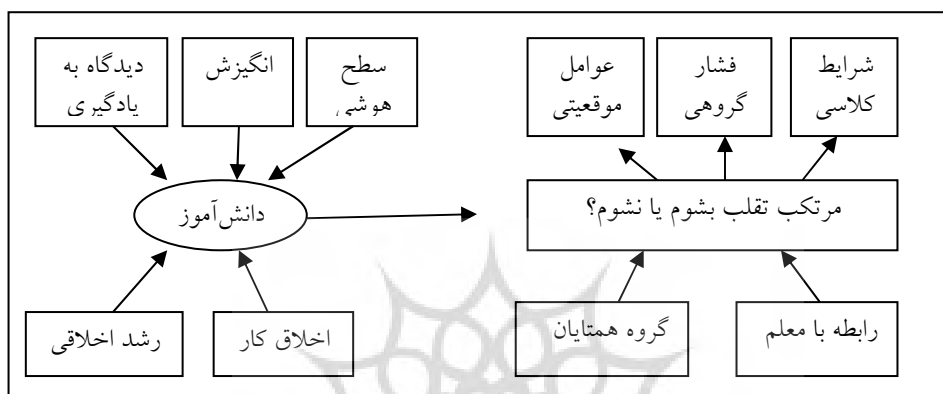 شرایط
کلاسی
فشار
گروهی
عوامل
موقعیتی
سطح
هوشی
انگیزش
دیدگاه به
یادگیری
مرتکب تقلب بشوم یا نشوم؟
دانش‌آموز
رابطه با معلم
گروه همتایان
اخلاق کار
رشد اخلاقی